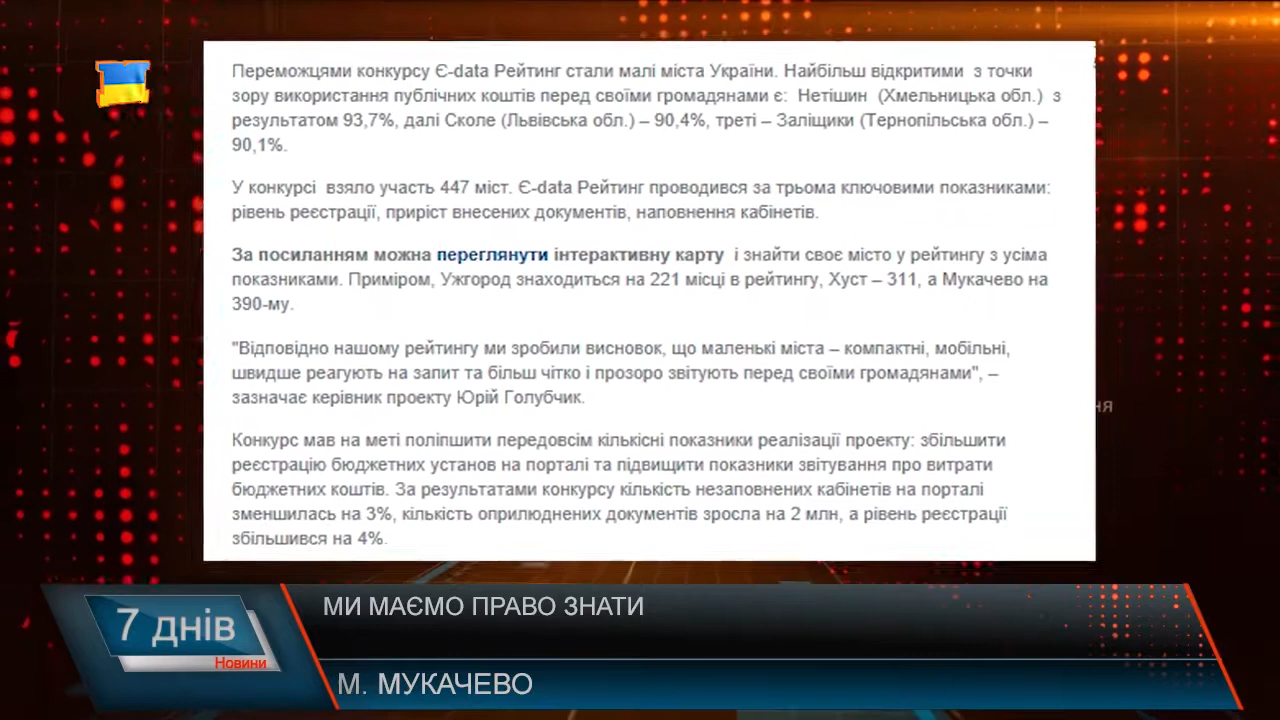 Переможцями конкурсу Є-data Рейтинг стали малі міста України. Найбільш відкритими з точки
зору використання публічних коштів перед своїми громадянами є: Нетішин (Хмельницька обл.) з
результатом 93,7%, далі Сколе (Львівська обл.) – 90,4%, треті – Заліщики (Тернопільська обл.) –
90,1%.
У конкурсі взяло участь 447 міст. Є-data Рейтинг проводився за трьома ключовими показниками:
рівень реєстрації, приріст внесених документів, наповнення кабінетів.
За посиланням можна переглянути інтерактивну карту і знайти своє місто у рейтингу з усіма
показниками. Приміром, Ужгород знаходиться на 221 місці в рейтингу, Хуст – 311, а Мукачево на
390-му.
"Відповідно нашому рейтингу ми зробили висновок, що маленькі міста – компактні, мобільні,
швидше реагують на запит та більш чітко і прозоро звітують перед своїми громадянами", –
зазначає керівник проекту Юрій Голубчик.
ня
Конкурс мав на меті поліпшити передовсім кількісні показники реалізації проекту: збільшити
реєстрацію бюджетних установ на порталі та підвищити показники звітування про витрати
бюджетних коштів. За результатами конкурсу кількість незаповнених кабінетів на порталі
зменшилась на 3%, кількість оприлюднених документів зросла на 2 млн, а рівень реєстрації
збільшився на 4%.
МИ МАЄМО ПРАВО ЗНАТИ
7 днів
Новини
М. МУКАЧЕВО